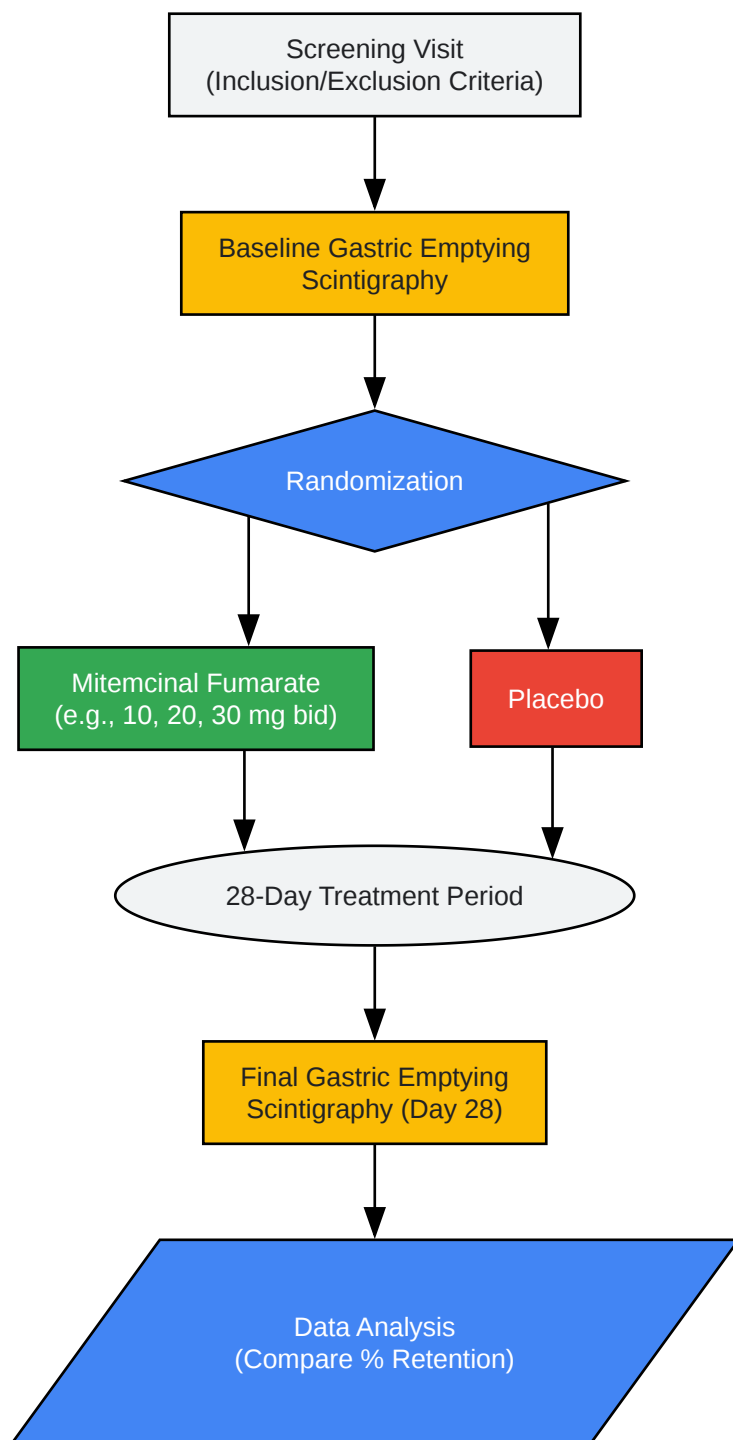 Screening Visit
(Inclusion/Exclusion Criteria)
Baseline Gastric Emptying
Scintigraphy
Randomization
Mitemcinal Fumarate
(e.g., 10, 20, 30 mg bid)
Placebo
28-Day Treatment Period
Final Gastric Emptying
Scintigraphy (Day 28)
Data Analysis
(Compare % Retention)